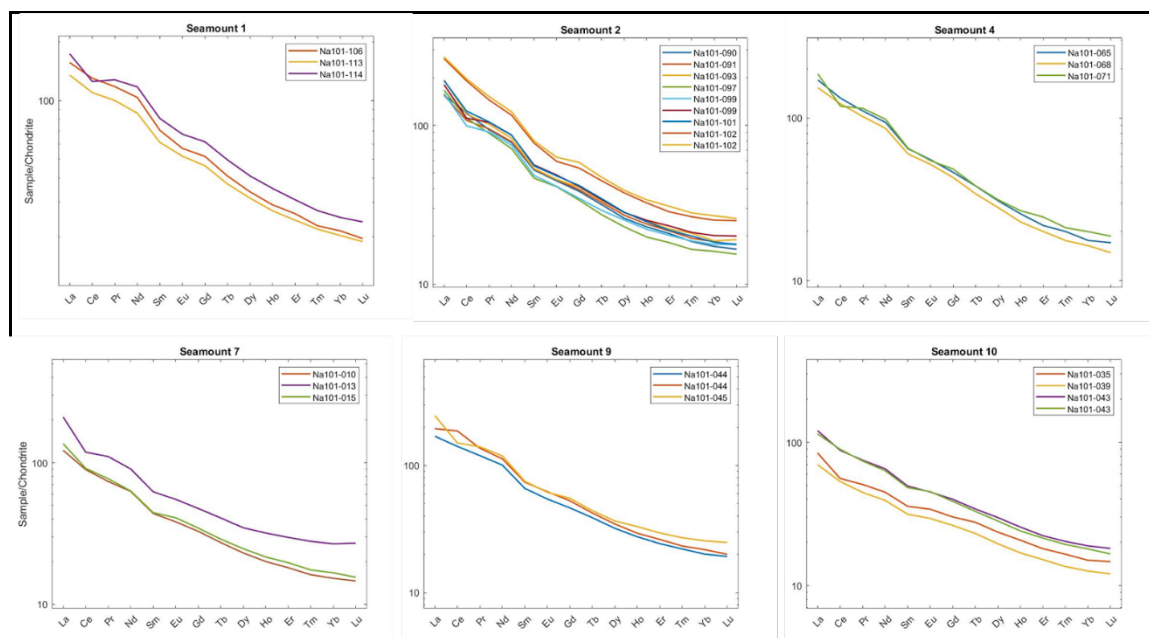 Seamount 1
Na101-106
Na101-113
Na101-114
100
Sample/Chondrite
La Ce Pr Nd Sm Eu Gd Tb Dy Ho Er Tm Yb Lu
Seamount 2
Na101-090
Na101-091
Na101-093
Na101-097
Na101-099
Na101-099
Na101-101
Na101-102
Na101-102
100
10
La Ce Pr Nd Sm Eu Gd Tb Dy Ho Er Tm Yb Lu
Seamount 4
Na101-065
Na101-068
Na101-071
100
10
La Ce Pr Nd Sm Eu Gd Tb Dy Ho Er Tm Yb Lu
Seamount 7
Na101-010
Na101-013
Na101-015
100
10
Sample/Chondrite
La Ce Pr Nd Sm Eu Gd Tb Dy Ho Er Tm Yb Lu
Seamount 9
Na101-044
Na101-044
Na101-045
100
10
La Ce Pr Nd Sm Eu Gd Tb Dy Ho Er Tm Yb Lu
Seamount 10
Na101-035
Na101-039
Na101-043
Na101-043
100
10
La Ce Pr Nd Sm Eu Gd Tb Dy Ho Er Tm Yb Lu